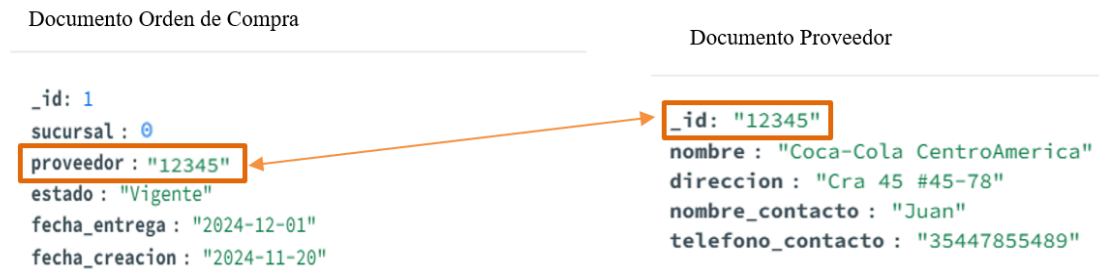 Documento Orden de Compra
_id: 1
sucursal : 0
proveedor : "12345"
estado : "Vigente"
fecha_entrega : "2024-12-01"
fecha_creacion : "2024-11-20"
Documento Proveedor
_id: "12345"
nombre : "Coca-Cola CentroAmerica"
direccion : "Cra 45 #45-78"
nombre_contacto : "Juan"
telefono_contacto : "35447855489"